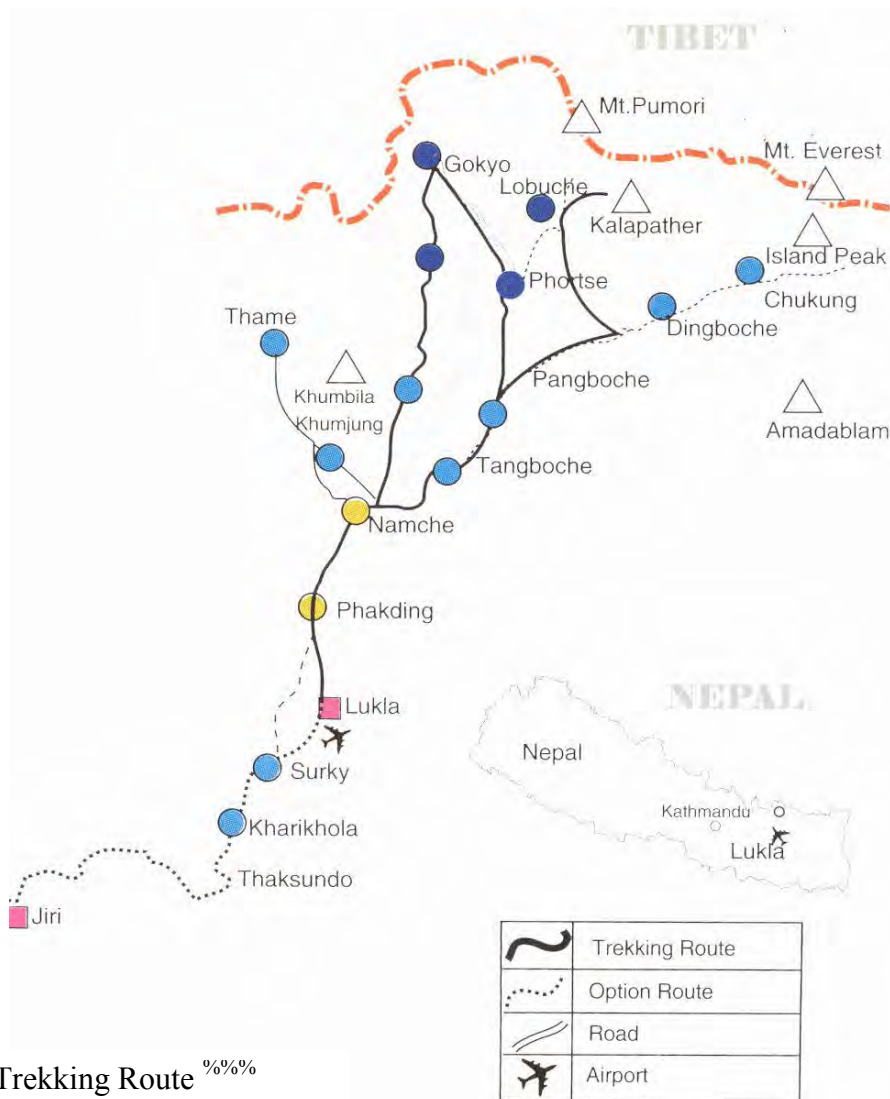 TIBET
Mt.Pumori
Mt. Everest
Gokyo
Lobuche
Kalapather
Island Peak
Phortse
Chukung
Thame
Dingboche
Khumbila
Pangboche
Khumjung
Amadablam
Tangboche
Namche
Phakding
Lukla
NEPAL
Surky
Nepal
Kathmandu
Kharikhola
Lukla
Thaksundo
Jiri
Trekking Route
Option Route
Road
Airport
Trekking Route %%%